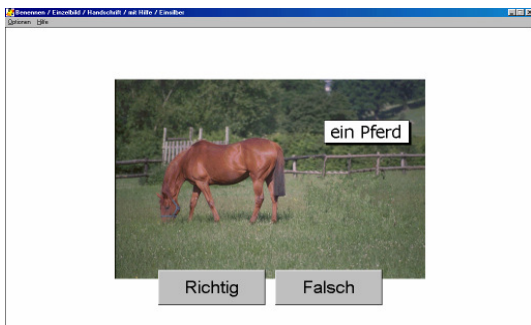 Benennen / Einzelbild / Handschrift / mit Hilfe / Einsilber
Optionen Hilfe
ein Pferd
Richtig Falsch